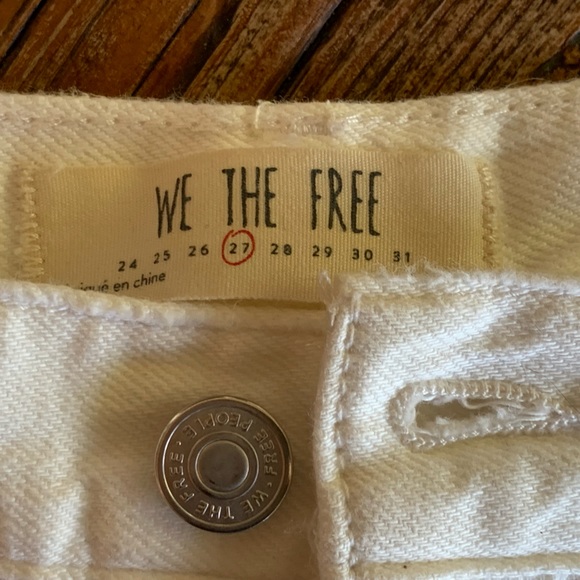 WE THE FREE
24 25 26 27 28 29 30 31
en chine
FREE PEOPLE · WE THE FREE ·